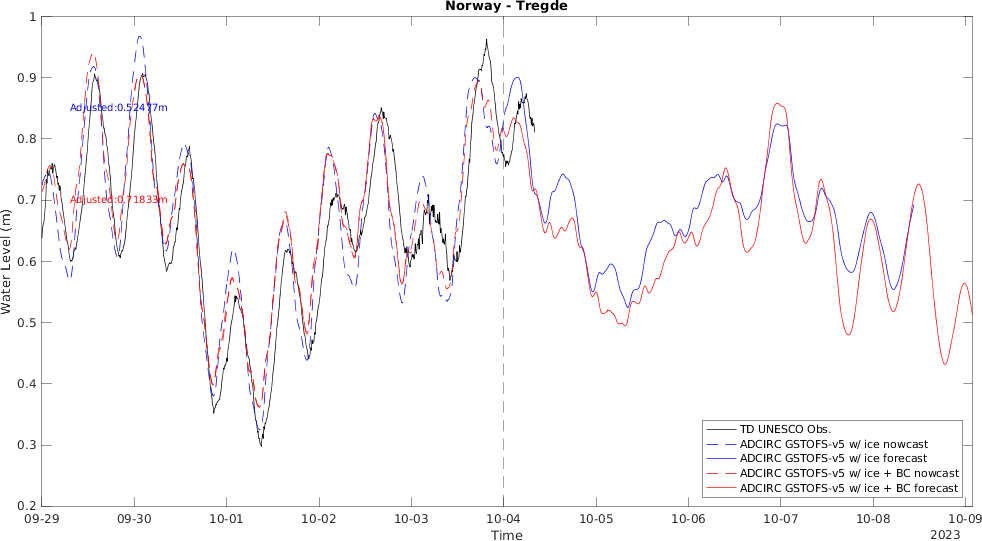 Norway - Tregde
1
0.9
0.8
0.7
0.6
0.5
0.4
0.3
0.2
Water Level (m)
Adjusted:0.52477m
Adjusted:0.71833m
TD UNESCO Obs.
ADCIRC GSTOFS-v5 w/ ice nowcast
ADCIRC GSTOFS-v5 w/ ice forecast
ADCIRC GSTOFS-v5 w/ ice + BC nowcast
ADCIRC GSTOFS-v5 w/ ice + BC forecast
09-29 09-30 10-01 10-02 10-03 10-04 10-05 10-06 10-07 10-08 10-09
Time
2023